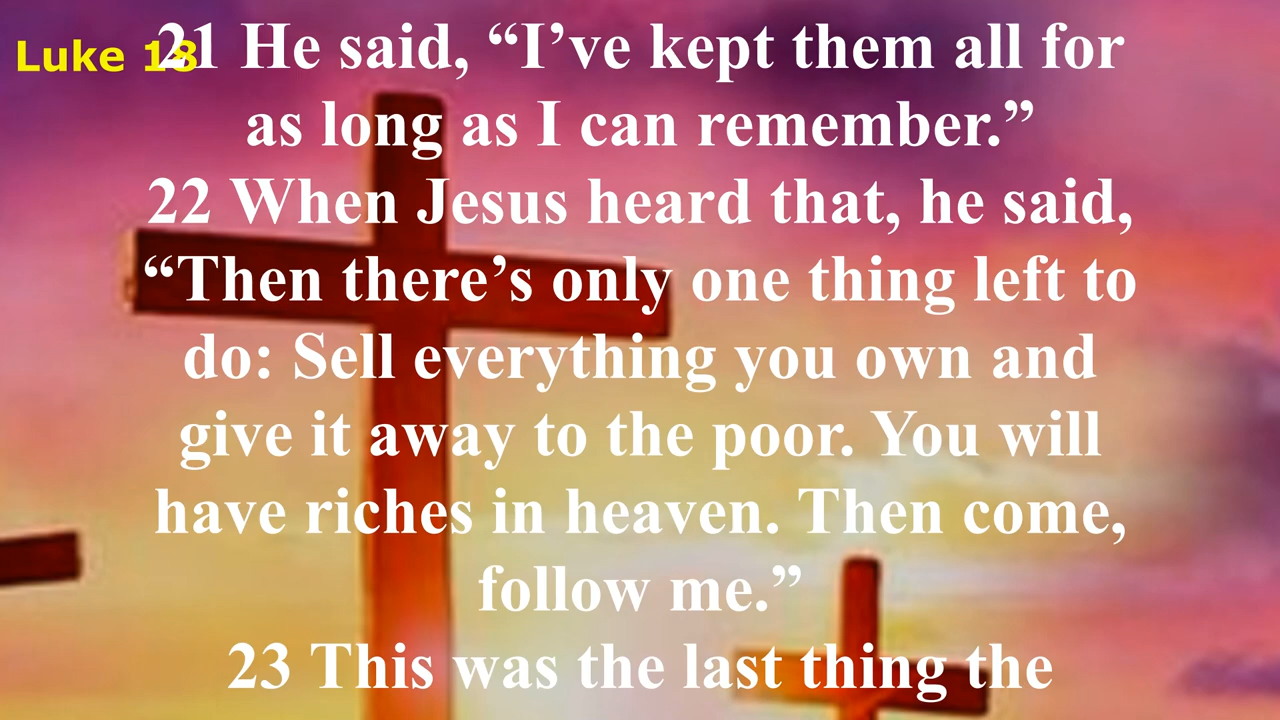 Luke 18
21 He said, “I’ve kept them all for
as long as I can remember.”
22 When Jesus heard that, he said,
“Then there’s only one thing left to
do: Sell everything you own and
give it away to the poor. You will
have riches in heaven. Then come,
follow me.”
23 This was the last thing the